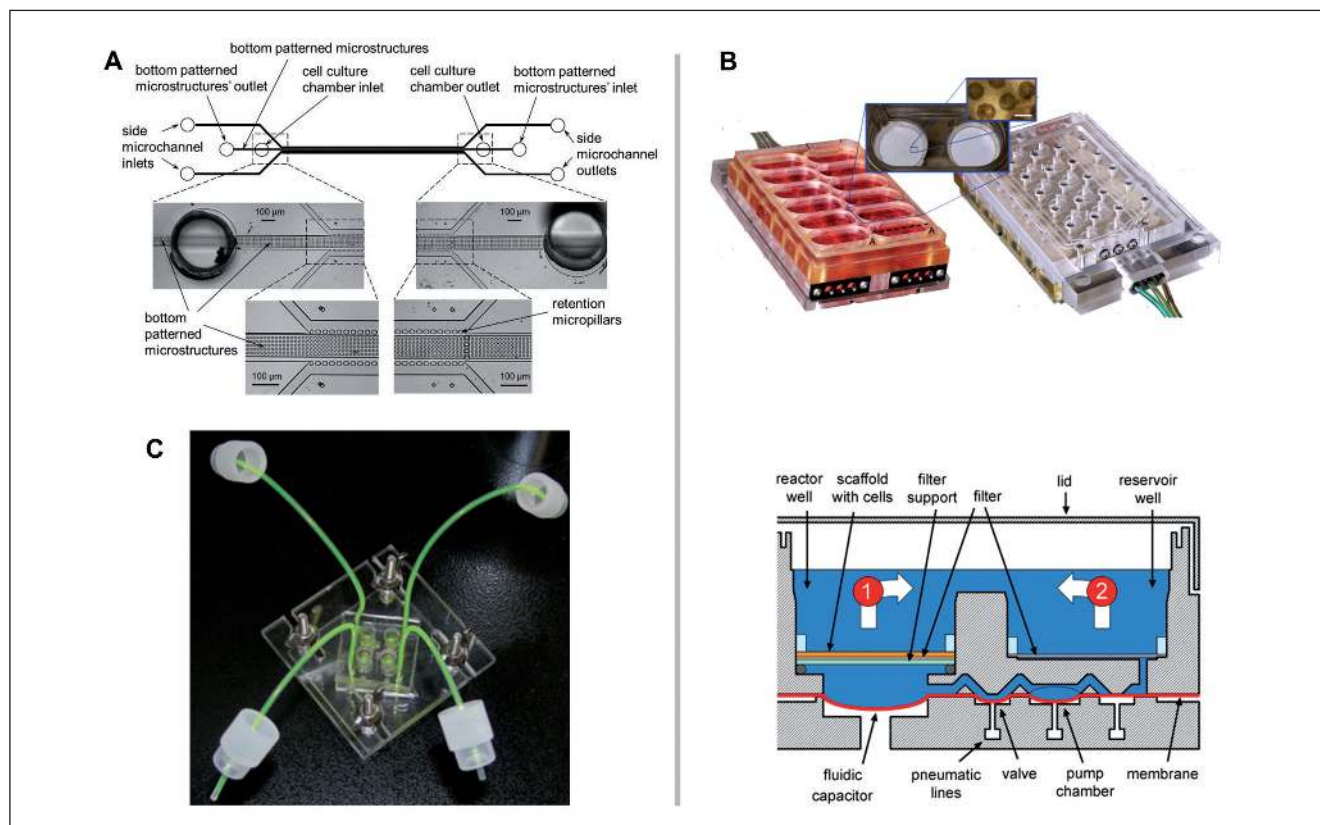 A
bottom patterned microstructures
bottom patterned
microstructures' outlet
cell culture
chamber inlet
cell culture
chamber outlet
bottom patterned
microstructures' inlet
side
microchannel
inlets
side
microchannel
outlets
100 μm
100 μm
bottom
patterned
microstructures
retention
micropillars
100 μm
100 μm
B
C
reactor
well
scaffold
with cells
filter
support
filter
lid
reservoir
well
1
2
fluidic
capacitor
pneumatic
lines
valve
pump
chamber
membrane